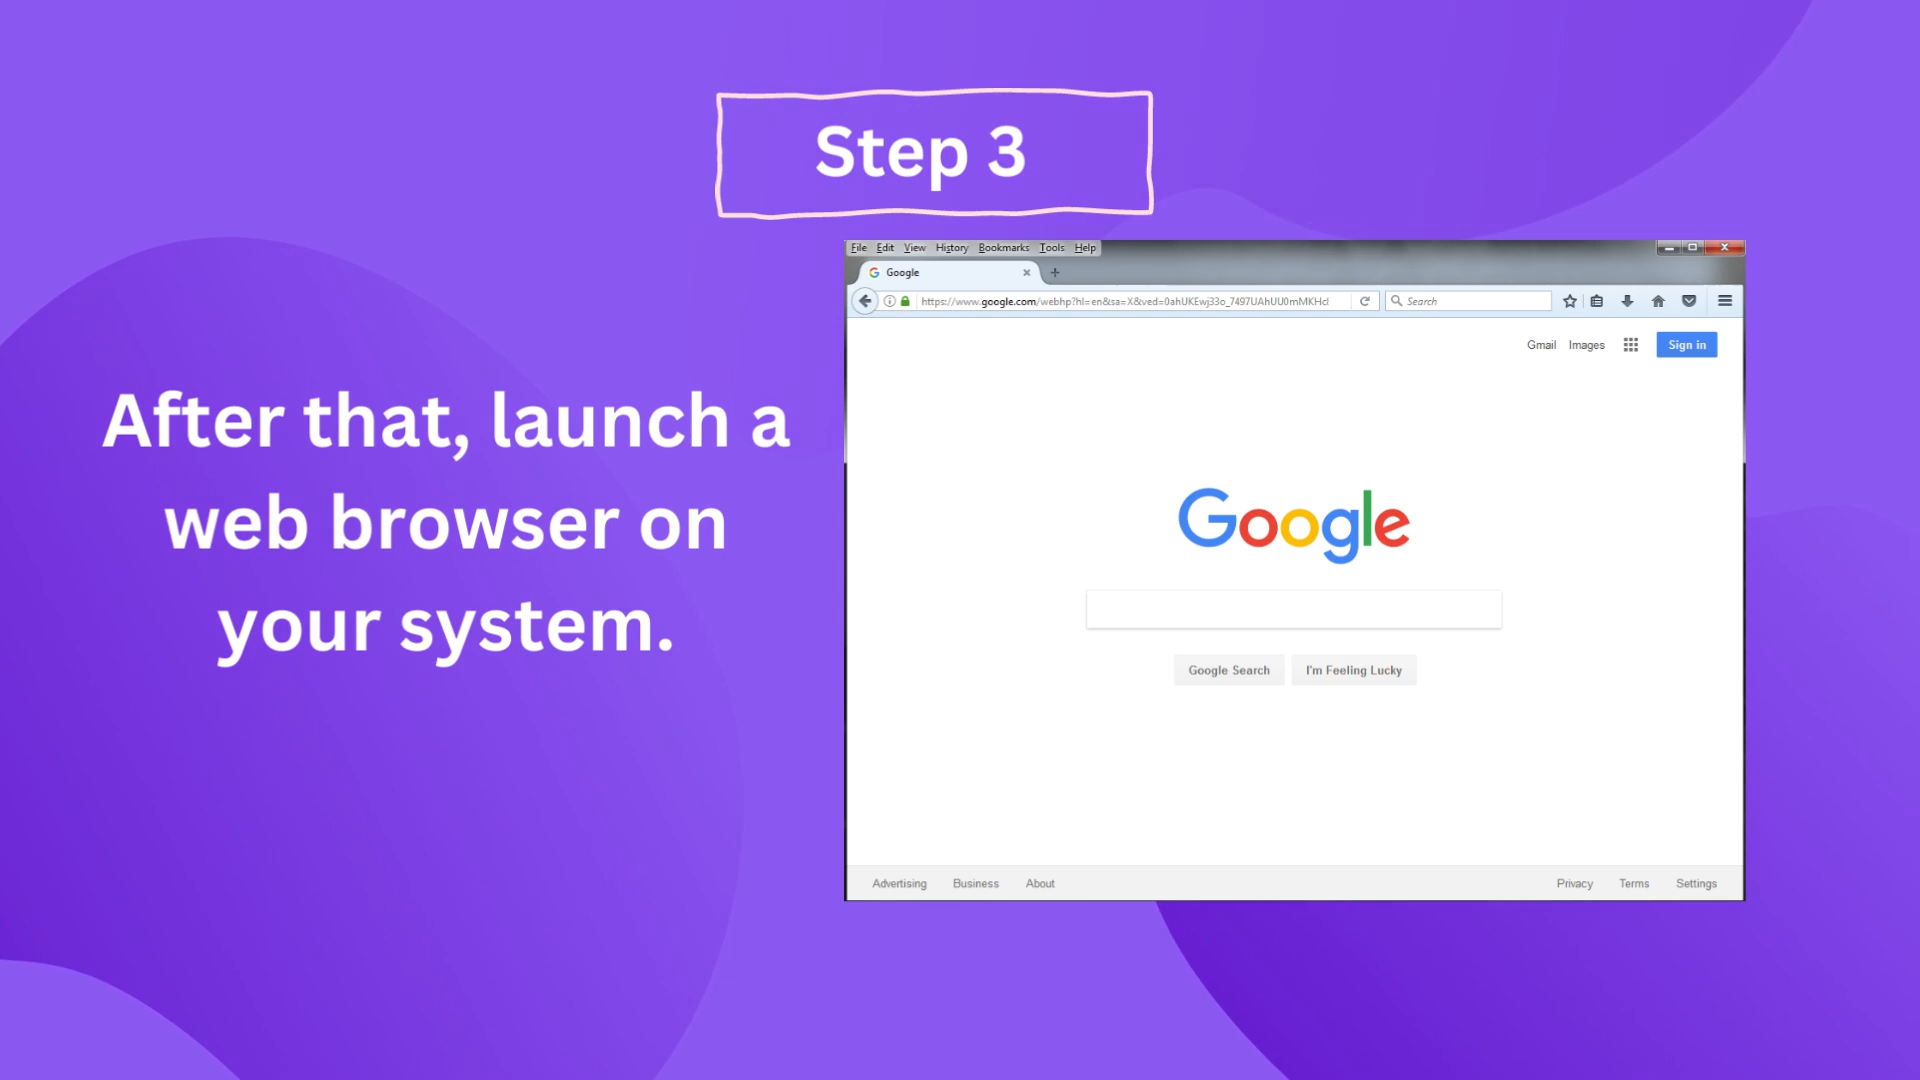 Step 3
After that, launch a
web browser on
your system.
File Edit View History Bookmarks Tools Help
Google
https://www.google.com/webhp?hl=en&sa=X&ved=0ahUKEwj33o_7497UAhUU0mMKHcI
Search
Gmail Images
Sign in
Google
Google Search I'm Feeling Lucky
Advertising Business About Privacy Terms Settings